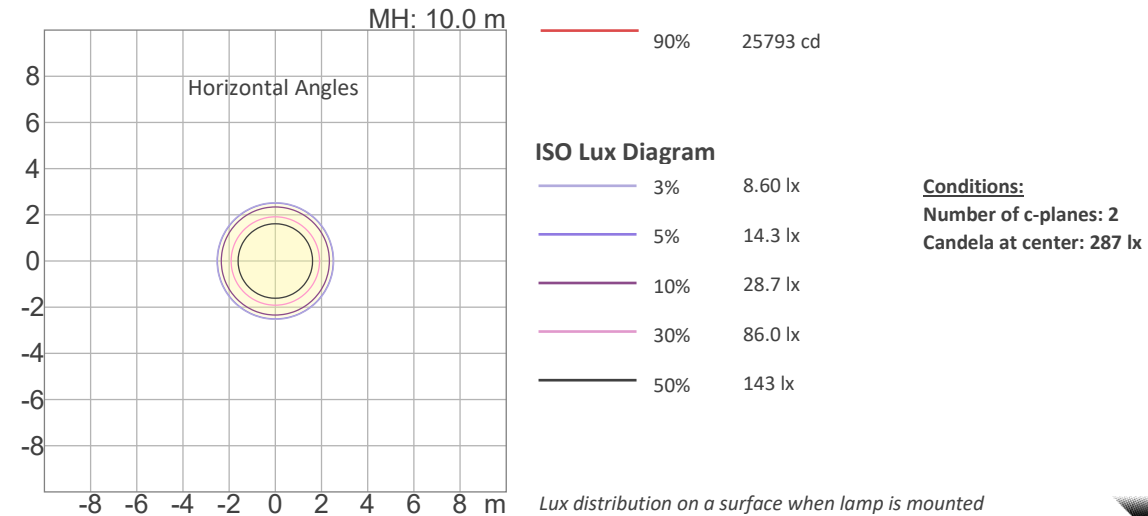 MH: 10.0 m
Horizontal Angles
8
6
4
2
0
-2
-4
-6
-8
-8 -6 -4 -2 0 2 4 6 8 m
90% 25793 cd
ISO Lux Diagram
3% 8.60 lx
5% 14.3 lx
10% 28.7 lx
30% 86.0 lx
50% 143 lx
Conditions:
Number of c-planes: 2
Candela at center: 287 lx
Lux distribution on a surface when lamp is mounted